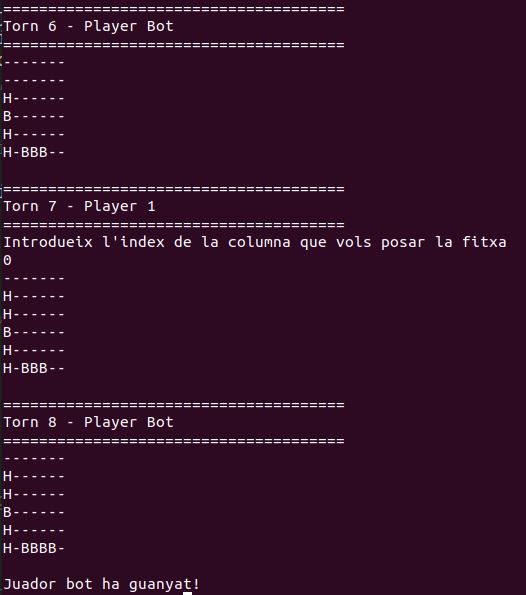 ======================================
Torn 6 - Player Bot
======================================
-------
-------
H------
B------
H------
H-BBB--
======================================
Torn 7 - Player 1
======================================
Introdueix l'index de la columna que vols posar la fitxa
0
-------
H------
H------
B------
H------
H-BBB--
======================================
Torn 8 - Player Bot
======================================
-------
H------
H------
B------
H------
H-BBBB-
Juador bot ha guanyat!